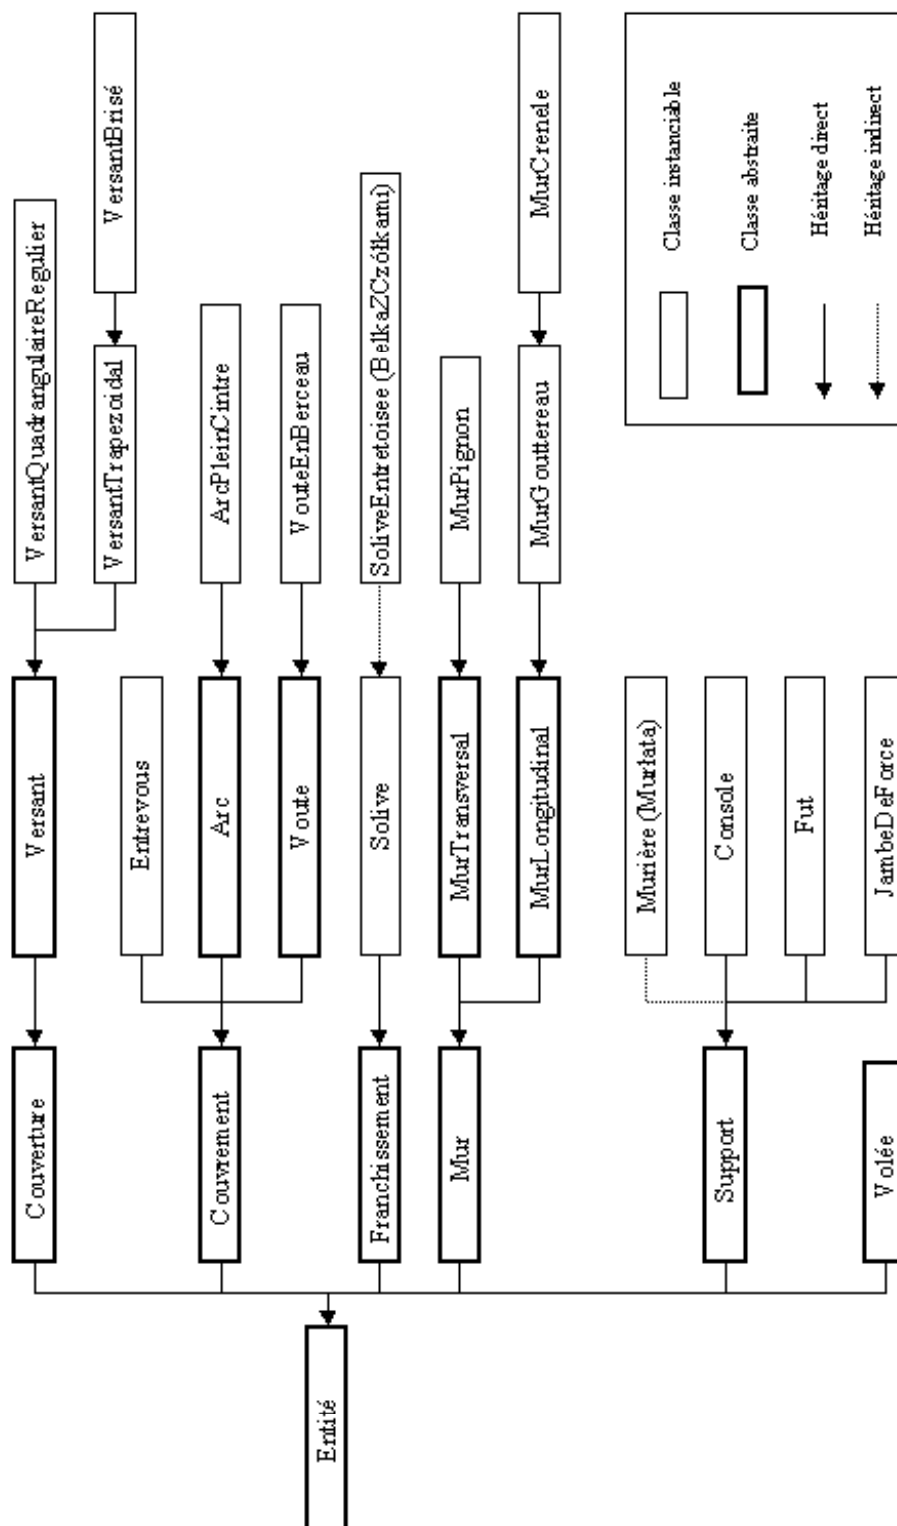 Entité
Couverture
Couvrement
Franchissement
Mur
Support
Volée
Versant
Entrevous
Arc
Voute
Solive
MurTransversal
MurLongitudinal
Murière (Murłata)
Console
Fut
JambeDeForce
VersantQuadrangulaireRegulier
VersantTrapezoidal
ArcPleinCintre
VouteEnBerceau
SoliveEntretoisee (BelkaZCzółkami)
MurPignon
MurGouttereau
VersantBrisé
MurCrenele
Classe instanciable
Classe abstraite
Héritage direct
Héritage indirect